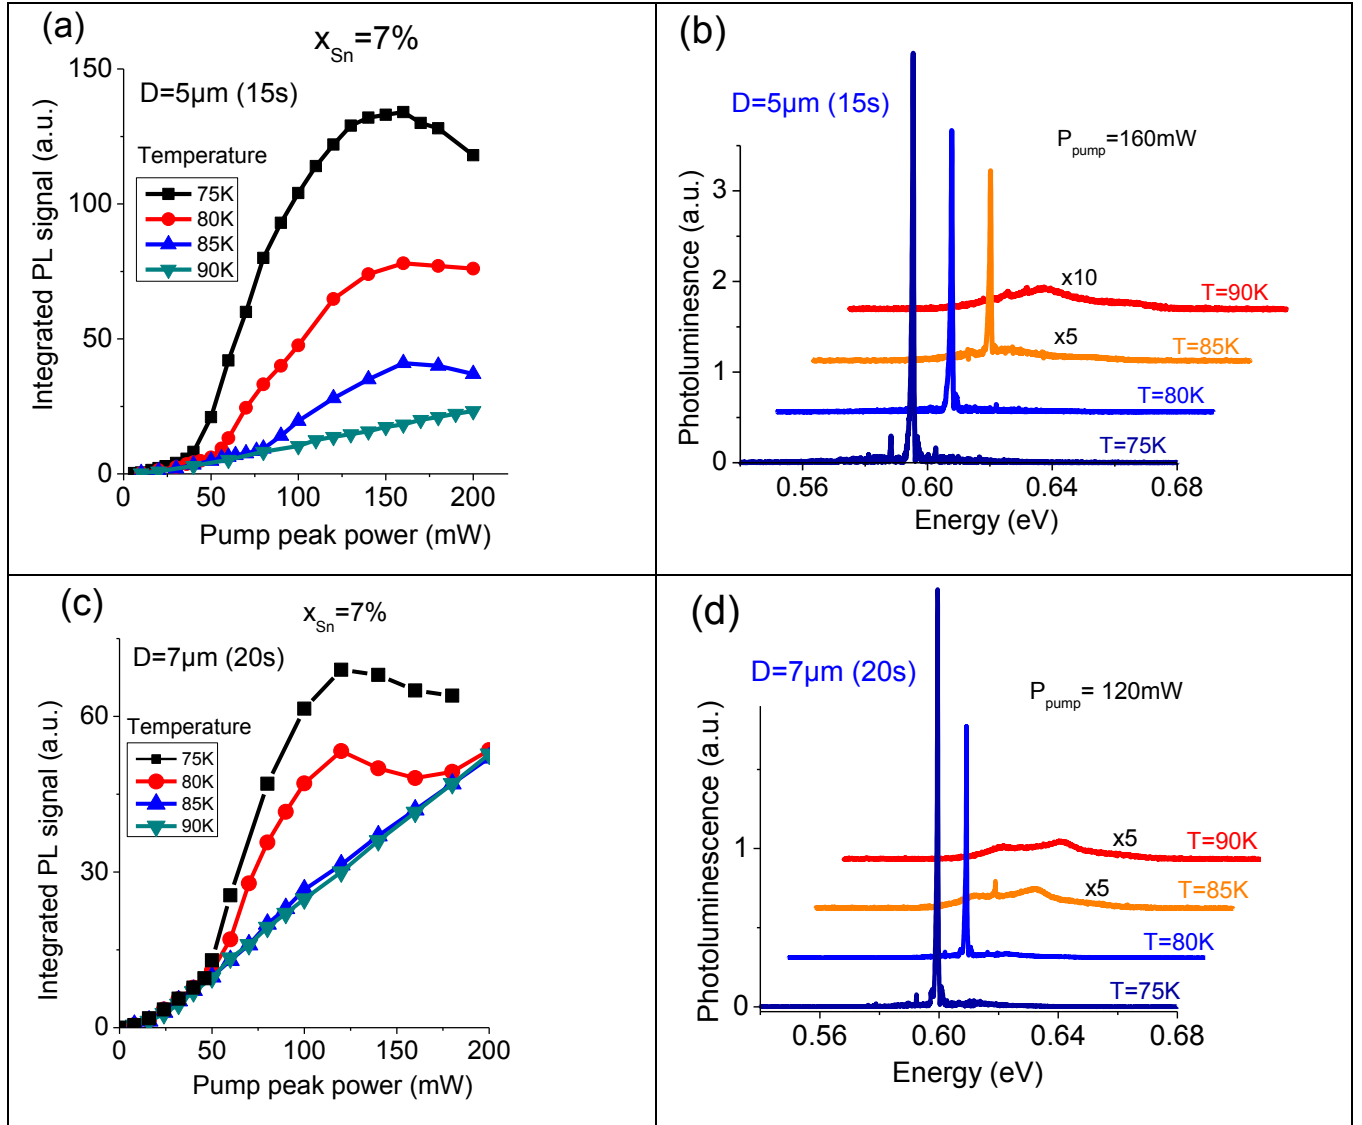 (a)
x_Sn=7%
D=5µm (15s)
Temperature
75K
80K
85K
90K
150
100
50
0
0 50 100 150 200
Integrated PL signal (a.u.)
Pump peak power (mW)
(b)
D=5µm (15s)
P_pump=160mW
x10
T=90K
x5
T=85K
T=80K
T=75K
3
2
1
0
0.56 0.60 0.64 0.68
Photoluminesnce (a.u.)
Energy (eV)
(c)
x_Sn=7%
D=7µm (20s)
Temperature
75K
80K
85K
90K
60
30
0
0 50 100 150 200
Integrated PL signal (a.u.)
Pump peak power (mW)
(d)
D=7µm (20s)
P_pump= 120mW
x5
T=90K
x5
T=85K
T=80K
T=75K
1
0
0.56 0.60 0.64 0.68
Photoluminescence (a.u.)
Energy (eV)